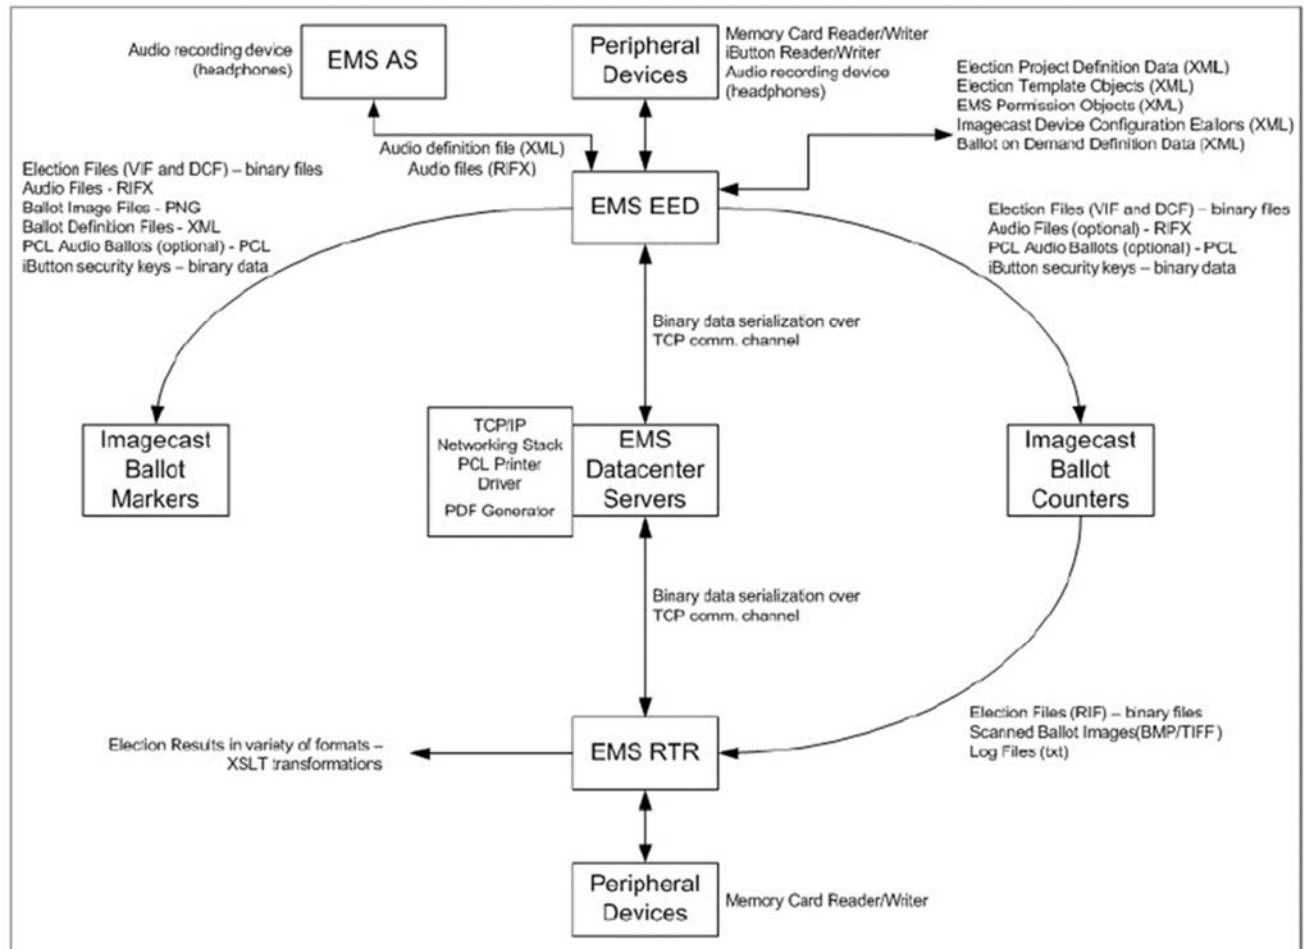 Audio recording device
(headphones)
EMS AS
Peripheral
Devices
Memory Card Reader/Writer
iButton Reader/Writer
Audio recording device
(headphones)
Election Project Definition Data (XML)
Election Template Objects (XML)
EMS Permission Objects (XML)
Imagecast Device Configuration Etallons (XML)
Ballot on Demand Definition Data (XML)
Audio definition file (XML)
Audio files (RIFX)
Election Files (VIF and DCF) – binary files
Audio Files - RIFX
Ballot Image Files - PNG
Ballot Definition Files - XML
PCL Audio Ballots (optional) - PCL
iButton security keys – binary data
EMS EED
Election Files (VIF and DCF) – binary files
Audio Files (optional) - RIFX
PCL Audio Ballots (optional) - PCL
iButton security keys – binary data
Binary data serialization over
TCP comm. channel
Imagecast
Ballot
Markers
TCP/IP
Networking Stack
PCL Printer
Driver
PDF Generator
EMS
Datacenter
Servers
Imagecast
Ballot
Counters
Binary data serialization over
TCP comm. channel
Election Files (RIF) – binary files
Scanned Ballot Images(BMP/TIFF)
Log Files (txt)
Election Results in variety of formats –
XSLT transformations
EMS RTR
Peripheral
Devices
Memory Card Reader/Writer